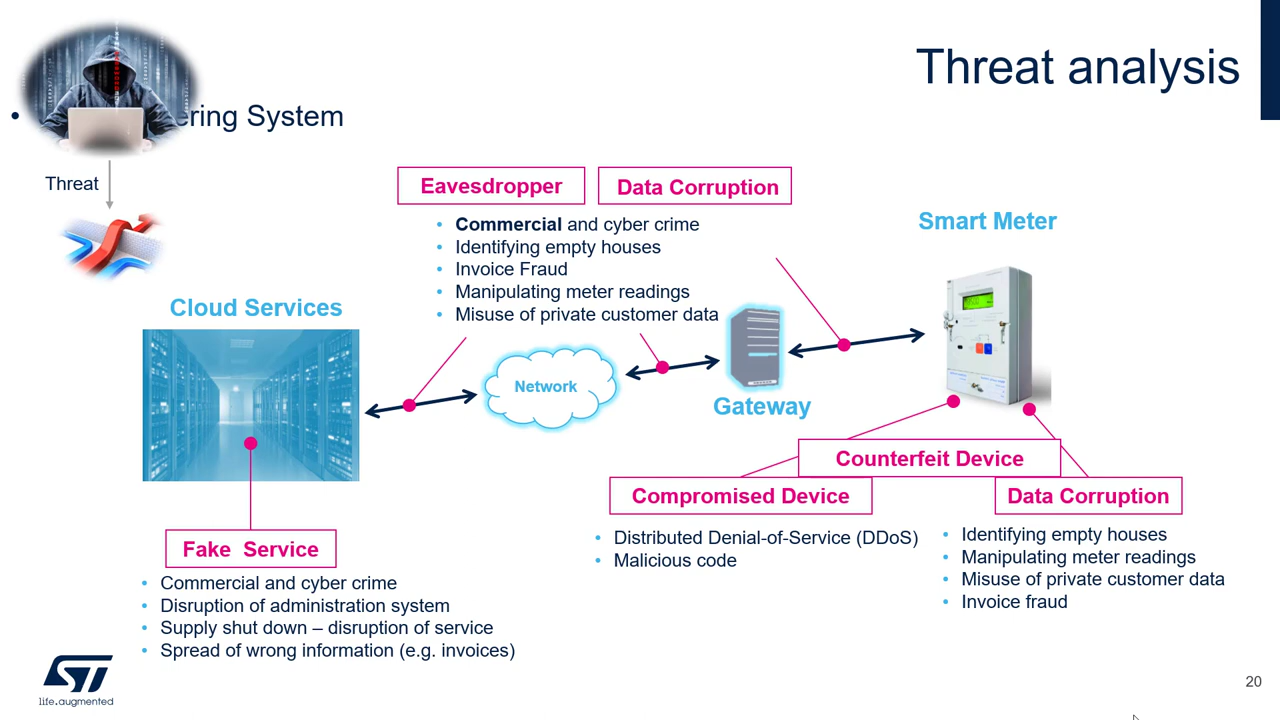 Threat analysis
ering System
Threat
Eavesdropper
Data Corruption
• Commercial and cyber crime
• Identifying empty houses
• Invoice Fraud
• Manipulating meter readings
• Misuse of private customer data
Smart Meter
Cloud Services
Network
Gateway
Counterfeit Device
Compromised Device
Data Corruption
• Distributed Denial-of-Service (DDoS)
• Malicious code
• Identifying empty houses
• Manipulating meter readings
• Misuse of private customer data
• Invoice fraud
Fake Service
• Commercial and cyber crime
• Disruption of administration system
• Supply shut down – disruption of service
• Spread of wrong information (e.g. invoices)
ST
life.augmented
20